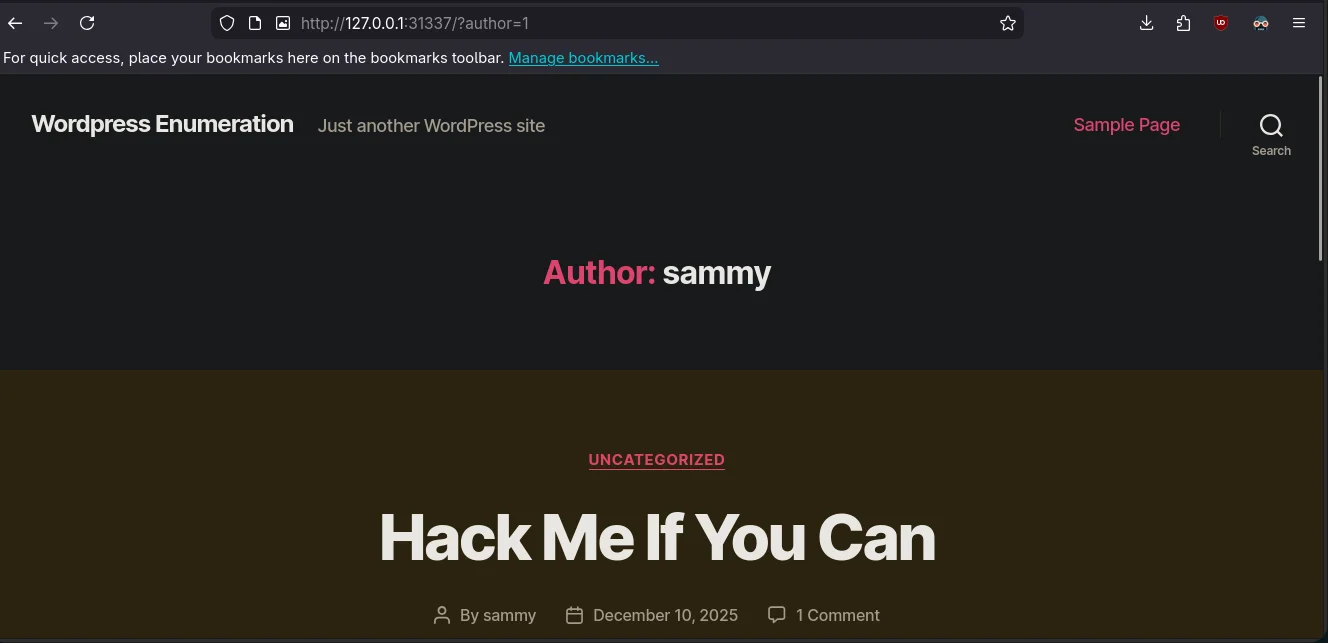 http://127.0.0.1:31337/?author=1
For quick access, place your bookmarks here on the bookmarks toolbar. Manage bookmarks...
Wordpress Enumeration Just another WordPress site Sample Page
Search
Author: sammy
UNCATEGORIZED
Hack Me If You Can
By sammy December 10, 2025 1 Comment